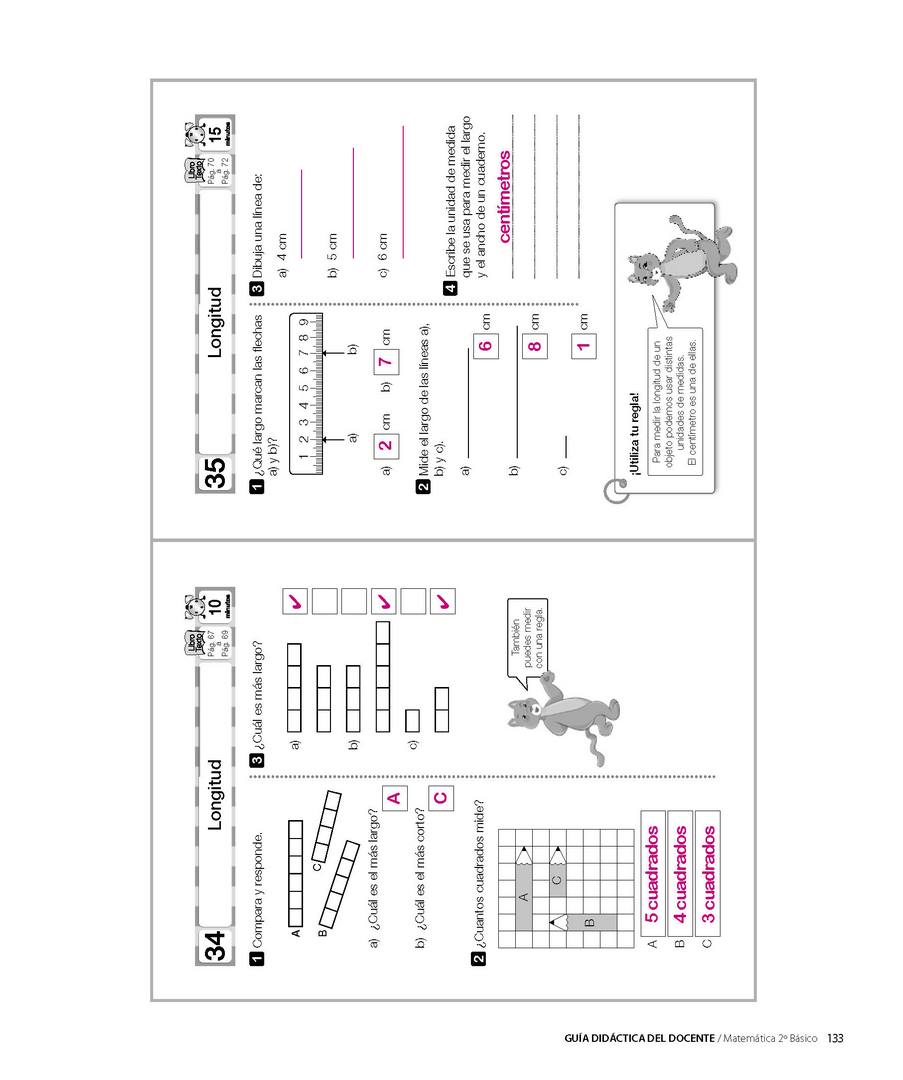 34
Longitud
Libro Texto
Pág. 67
a
Pág. 69
10
minutos
1 Compara y responde.
A
B
C
a) ¿Cuál es el más largo?
A
b) ¿Cuál es el más corto?
C
2 ¿Cuantos cuadrados mide?
A
B
C
A 5 cuadrados
B 4 cuadrados
C 3 cuadrados
3 ¿Cuál es más largo?
a)
b)
c)
También
puedes medir
con una regla.
35
Longitud
Libro Texto
Pág. 70
a
Pág. 72
15
minutos
1 ¿Qué largo marcan las flechas
a) y b)?
1 2 3 4 5 6 7 8 9
a) b)
a) 2 cm b) 7 cm
2 Mide el largo de las líneas a),
b) y c).
a) 6 cm
b) 8 cm
c) 1 cm
3 Dibuja una línea de:
a) 4 cm
b) 5 cm
c) 6 cm
4 Escribe la unidad de medida
que se usa para medir el largo
y el ancho de un cuaderno.
centímetros
¡Utiliza tu regla!
Para medir la longitud de un
objeto podemos usar distintas
unidades de medidas.
El centímetro es una de ellas.
GUÍA DIDÁCTICA DEL DOCENTE / Matemática 2º Básico 133